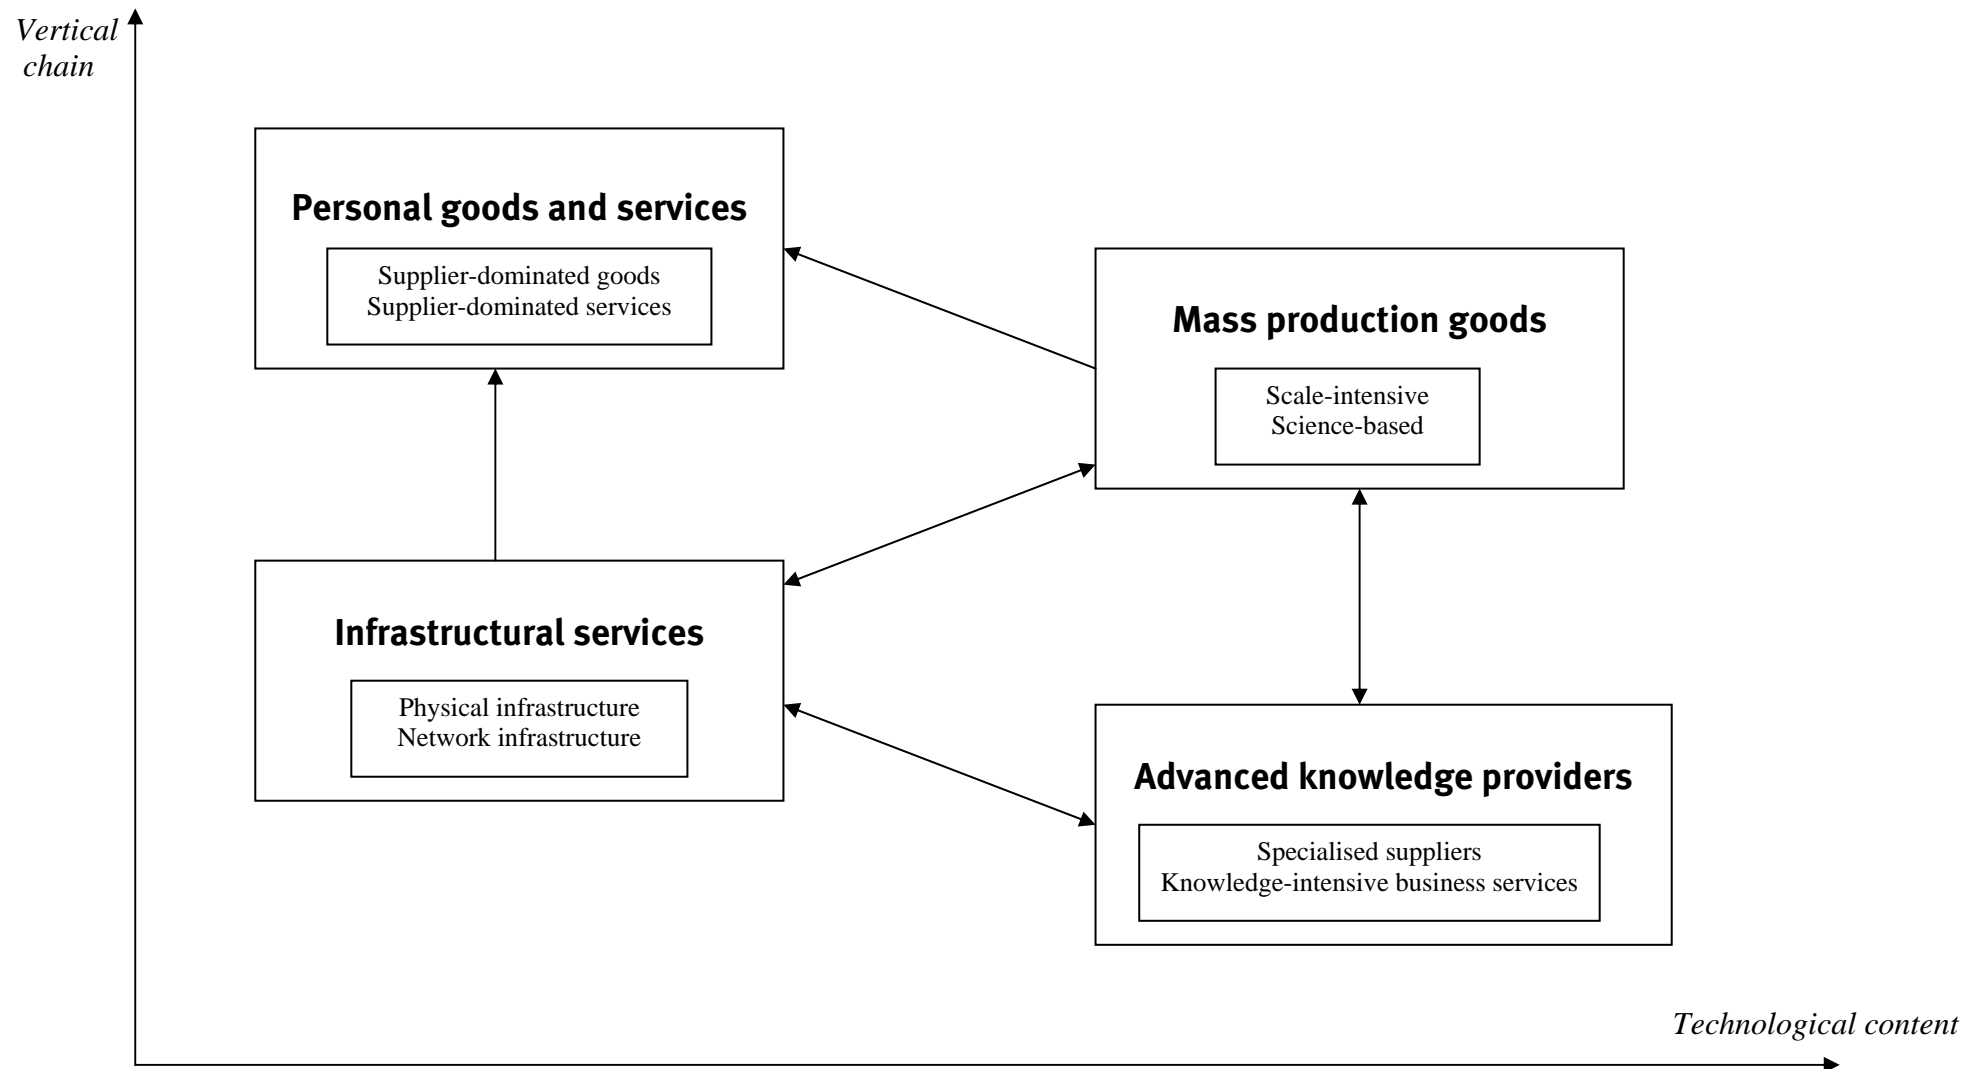 Vertical
chain
Personal goods and services
Supplier-dominated goods
Supplier-dominated services
Mass production goods
Scale-intensive
Science-based
Infrastructural services
Physical infrastructure
Network infrastructure
Advanced knowledge providers
Specialised suppliers
Knowledge-intensive business services
Technological content